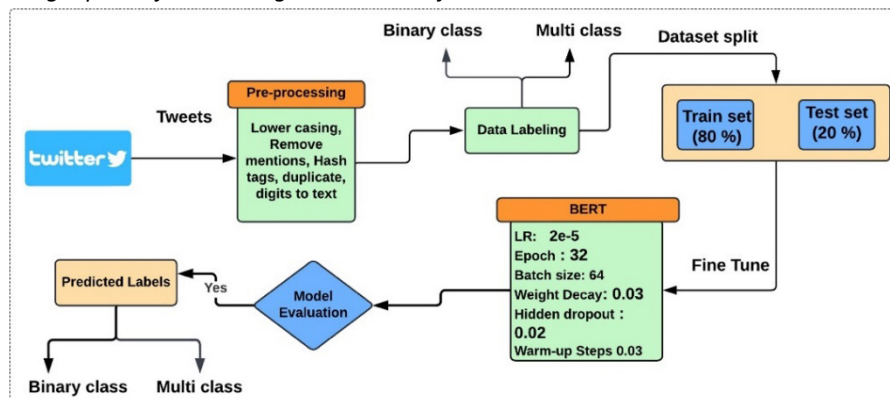 Binary class
Multi class
Dataset split
Pre-processing
Tweets
Lower casing,
Remove
mentions, Hash
tags, duplicate,
digits to text
Data Labeling
Train set
(80 %)
Test set
(20 %)
twitter
BERT
LR: 2e-5
Epoch : 32
Batch size: 64
Weight Decay: 0.03
Hidden dropout :
0.02
Warm-up Steps 0.03
Fine Tune
Model
Evaluation
Yes
Predicted Labels
Binary class
Multi class